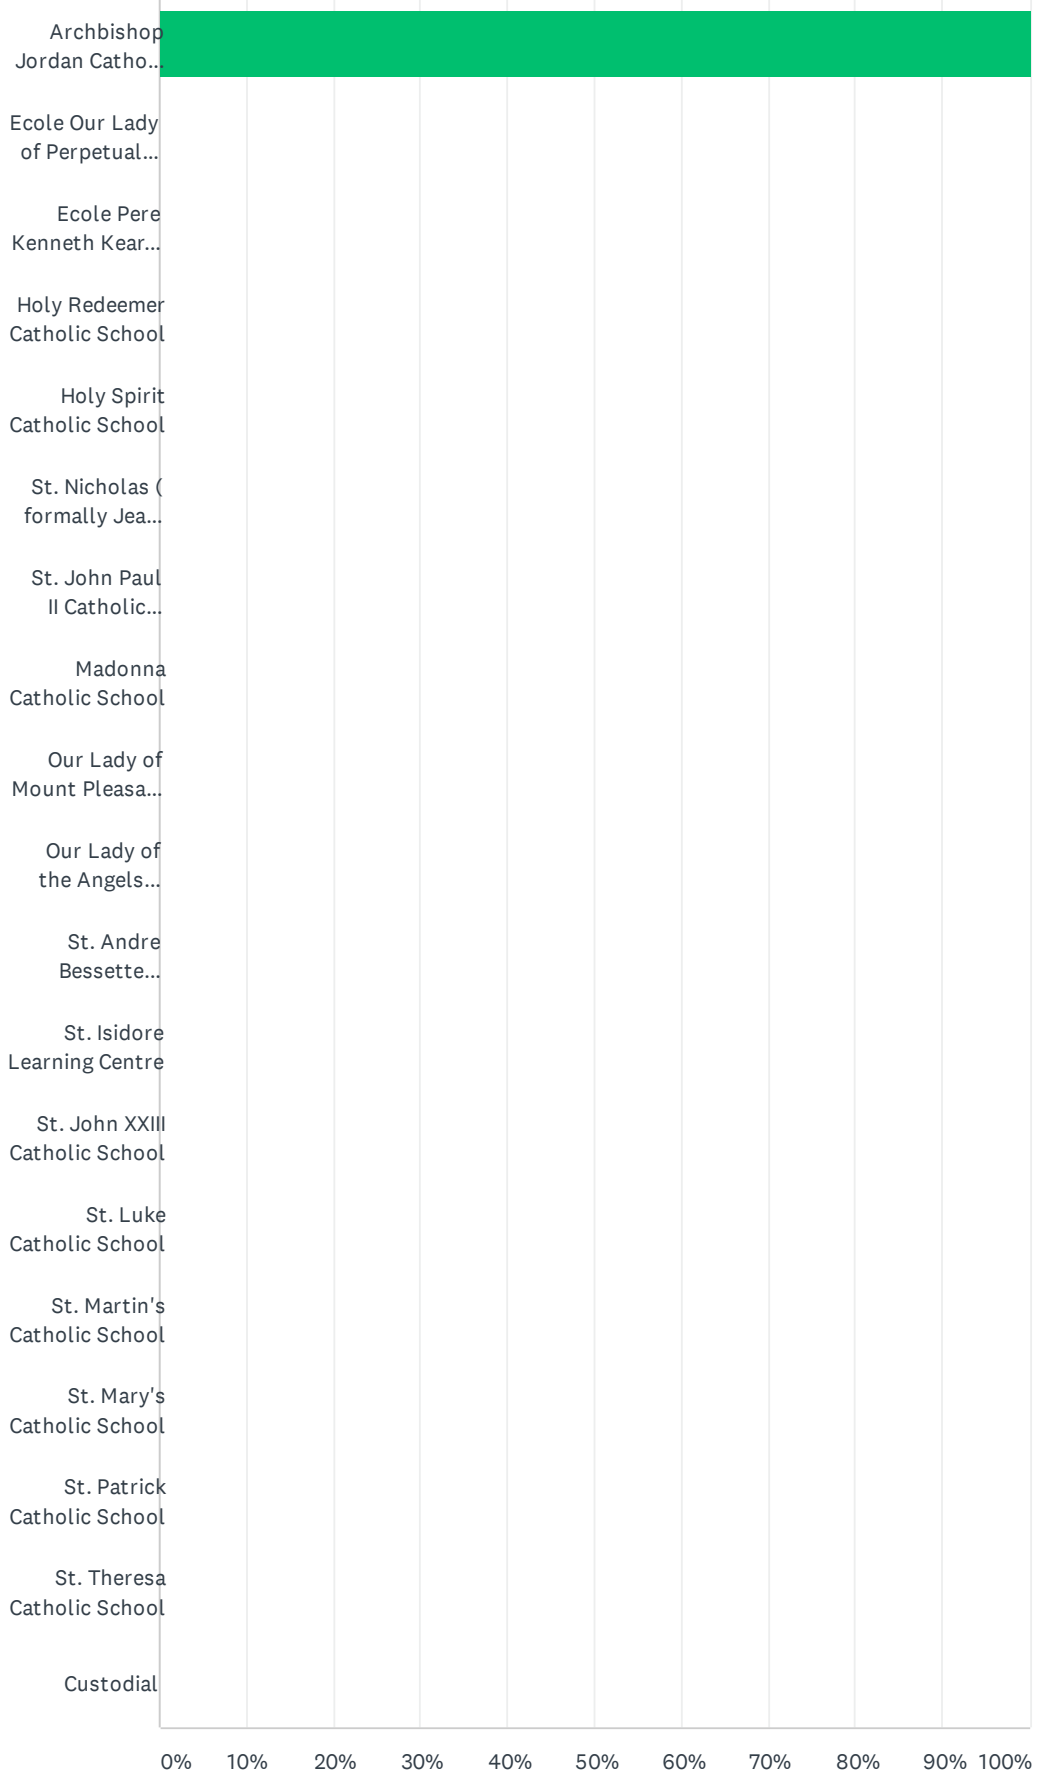 Archbishop
Jordan Catho...
Ecole Our Lady
of Perpetual...
Ecole Pere
Kenneth Kear...
Holy Redeemer
Catholic School
Holy Spirit
Catholic School
St. Nicholas (
formally Jea...
St. John Paul
II Catholic...
Madonna
Catholic School
Our Lady of
Mount Pleasa...
Our Lady of
the Angels...
St. Andre
Bessette...
St. Isidore
Learning Centre
St. John XXIII
Catholic School
St. Luke
Catholic School
St. Martin's
Catholic School
St. Mary's
Catholic School
St. Patrick
Catholic School
St. Theresa
Catholic School
Custodial
0% 10% 20% 30% 40% 50% 60% 70% 80% 90% 100%